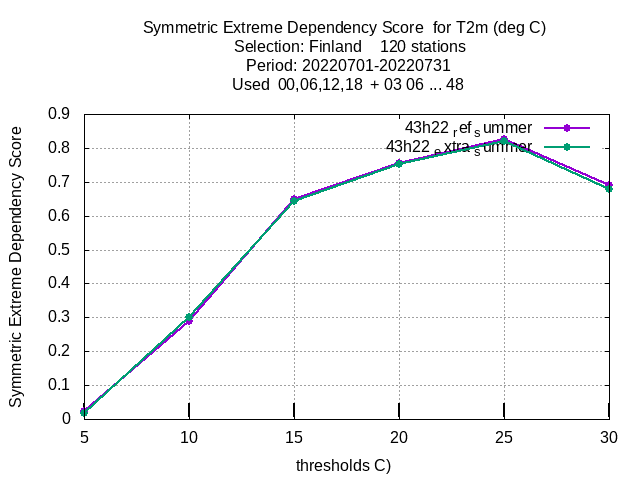 Symmetric Extreme Dependency Score  for T2m (deg C)
Selection: Finland    120 stations
Period: 20220701-20220731
Used  00,06,12,18  + 03 06 ... 48
43h22_ref_summer
43h22_extra_summer
Symmetric Extreme Dependency Score
0.9
0.8
0.7
0.6
0.5
0.4
0.3
0.2
0.1
0
5 10 15 20 25 30
thresholds C)